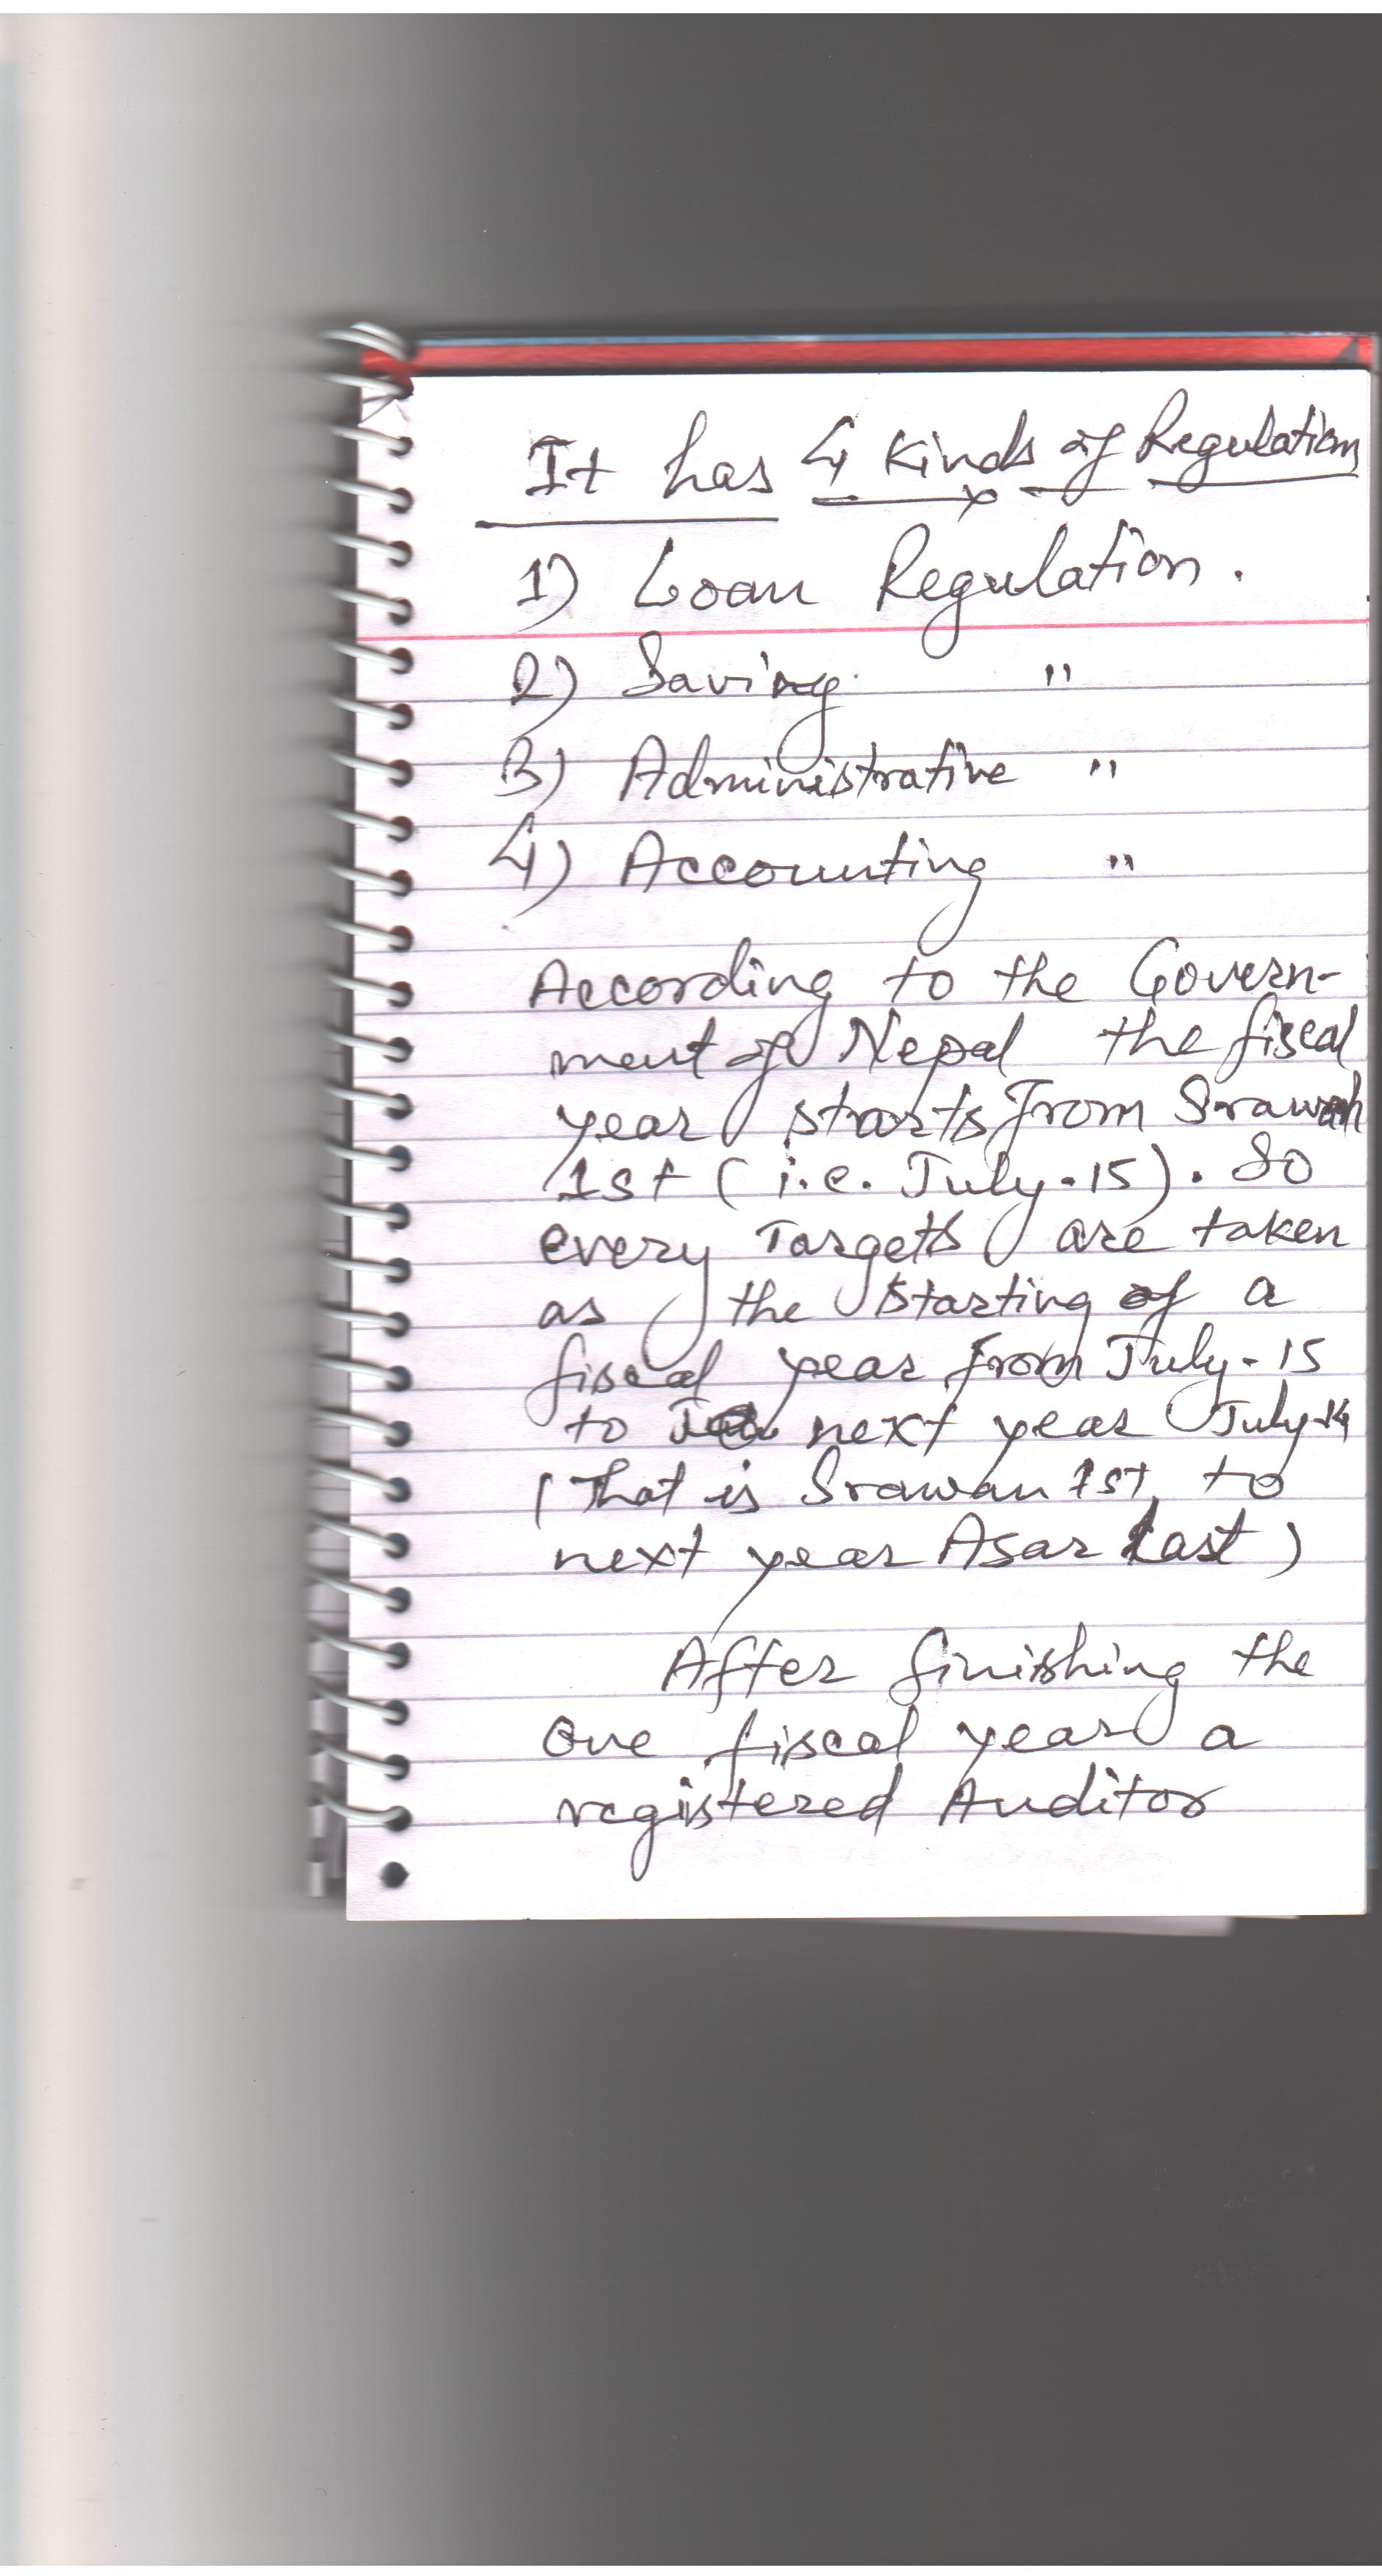 It has 4 Kinds of Regulation
1) Loan Regulation.
2) Saving "
3) Administrative "
4) Accounting "
According to the Govern-
ment of Nepal the fiscal
year starts from Srawan
1st (i.e. July-15). So
every Targets are taken
as the starting of a
fiscal year from July-15
to next year July-14
(That is Srawan 1st to
next year Asar last)
After finishing the
one fiscal year a
registered Auditor